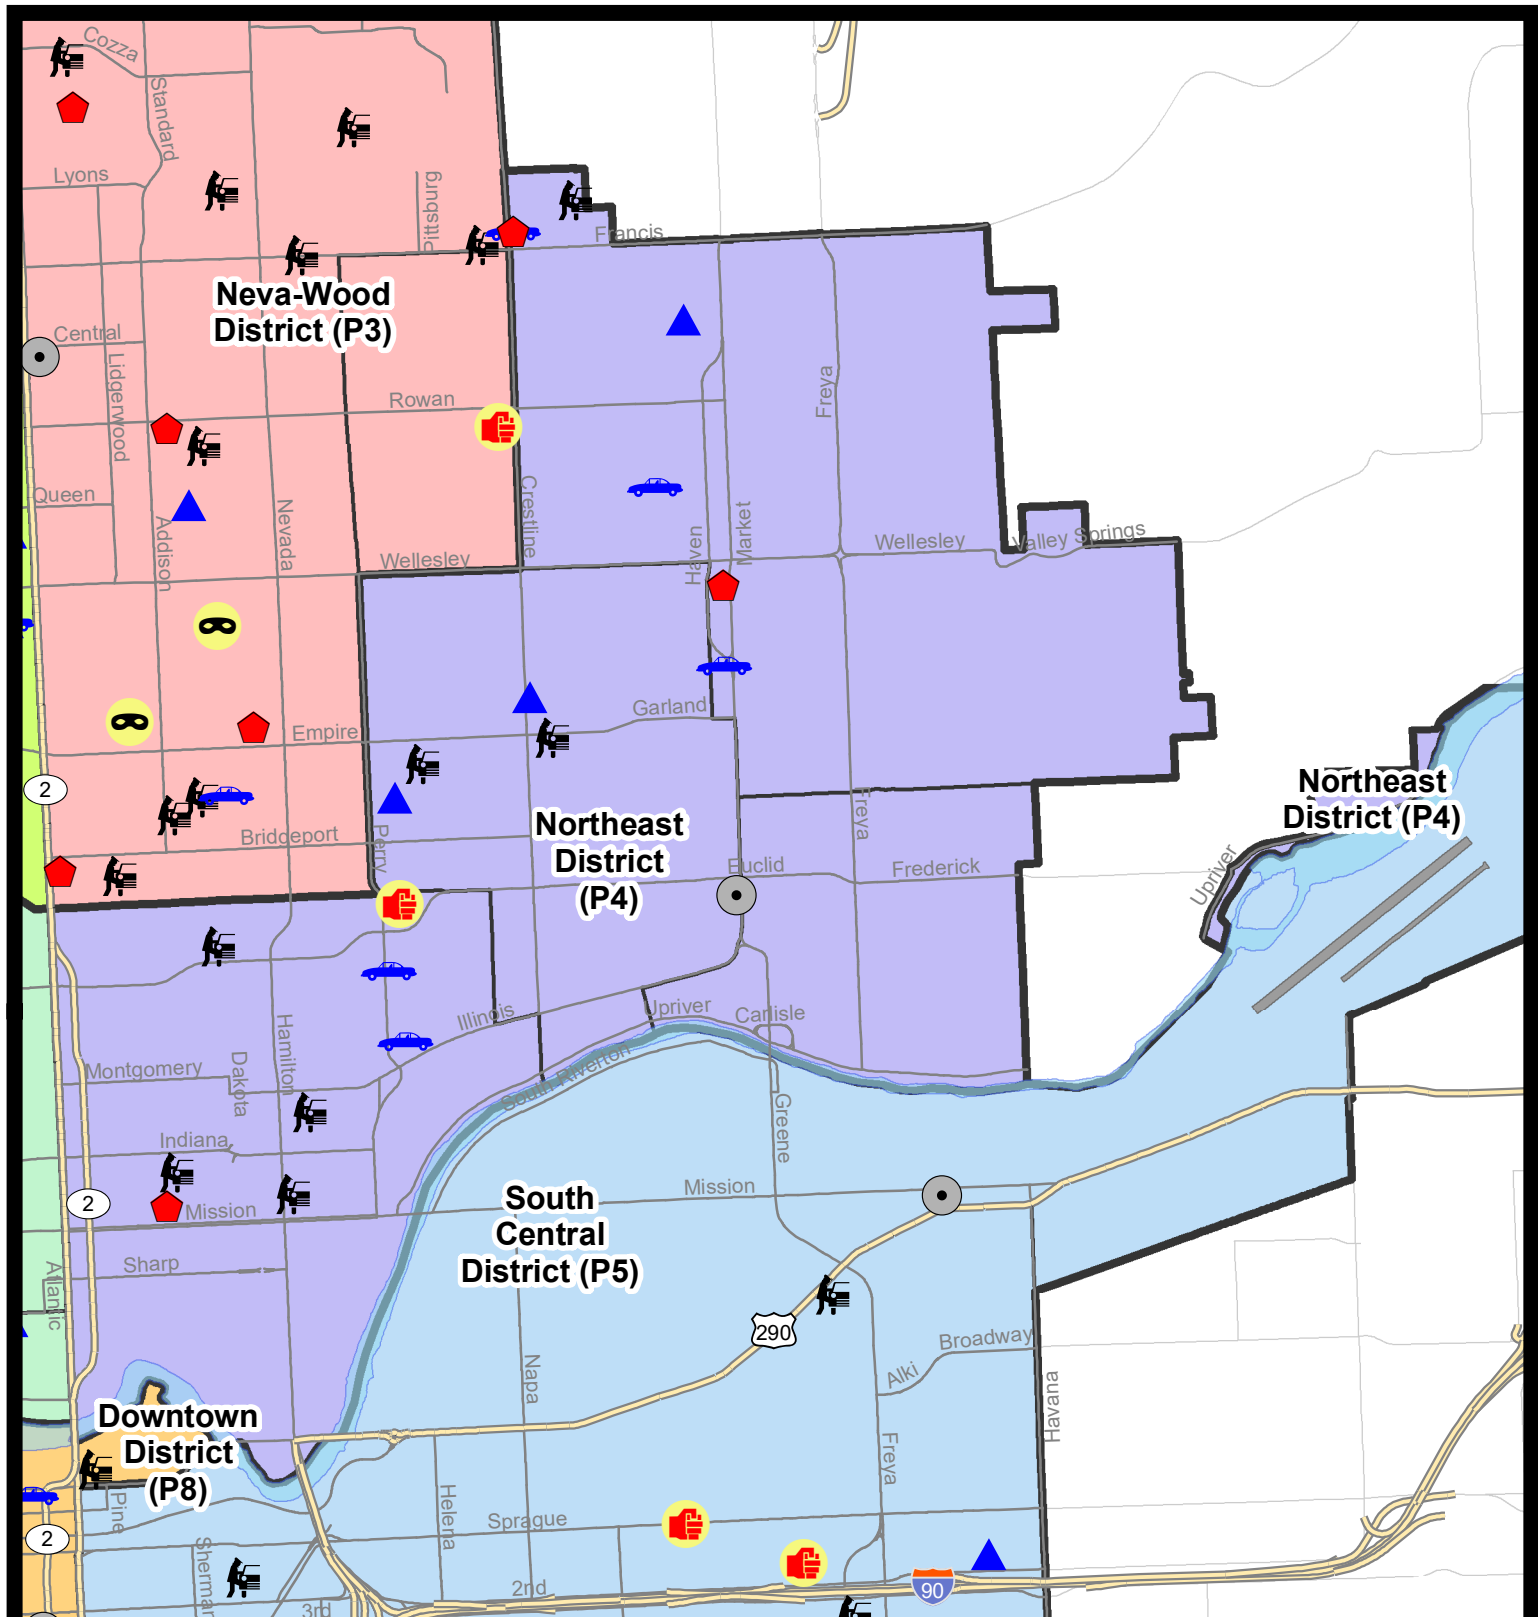 Cozza
Standard
Lyons
Pittsburg
Francis
Neva-Wood
District (P3)
Central
Lidgerwood
Rowan
Freya
Queen
Addison
Nevada
Crestline
Haven
Market
Wellesley
Wellesley
Valley Springs
Garland
Empire
2
Northeast
District (P4)
Bridgeport
Perry
Northeast
District
(P4)
Freya
Euclid
Frederick
Upriver
Illinois
Upriver
Carlisle
Hamilton
Dakota
Montgomery
South Riverton
Greene
Indiana
2
Mission
Mission
South
Central
District (P5)
Sharp
Atlantic
290
Broadway
Alki
Napa
Havana
Downtown
District
(P8)
Freya
Pine
Helena
Sprague
2
Sherman
2nd
90
3rd